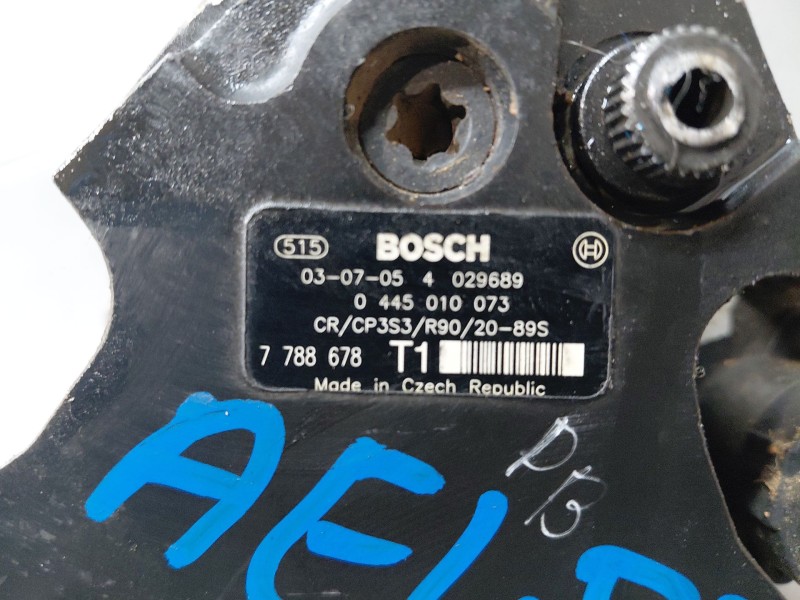 515 BOSCH
03-07-05 4 029689
0 445 010 073
CR/CP3S3/R90/20-89S
7 788 678 T1
Made in Czech Republic
PB